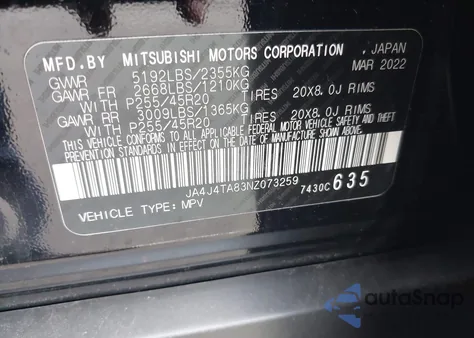 MFD.BY MITSUBISHI MOTORS CORPORATION , JAPAN
GVWR 5192LBS/2355KG MAR 2022
GAWR FR 2668LBS/1210KG TIRES 20X8.0J RIMS
WITH P255/45R20
GAWR RR 3009LBS/1365KG TIRES 20X8.0J RIMS
WITH P255/45R20
THIS VEHICLE CONFORMS TO ALL APPLICABLE FEDERAL MOTOR VEHICLE SAFETY AND
THEFT PREVENTION STANDARDS IN EFFECT ON THE DATE OF MANUFACTURE SHOWN ABOVE.
JA4J4TA83NZ073259 7430C 635
VEHICLE TYPE: MPV
autoSnap